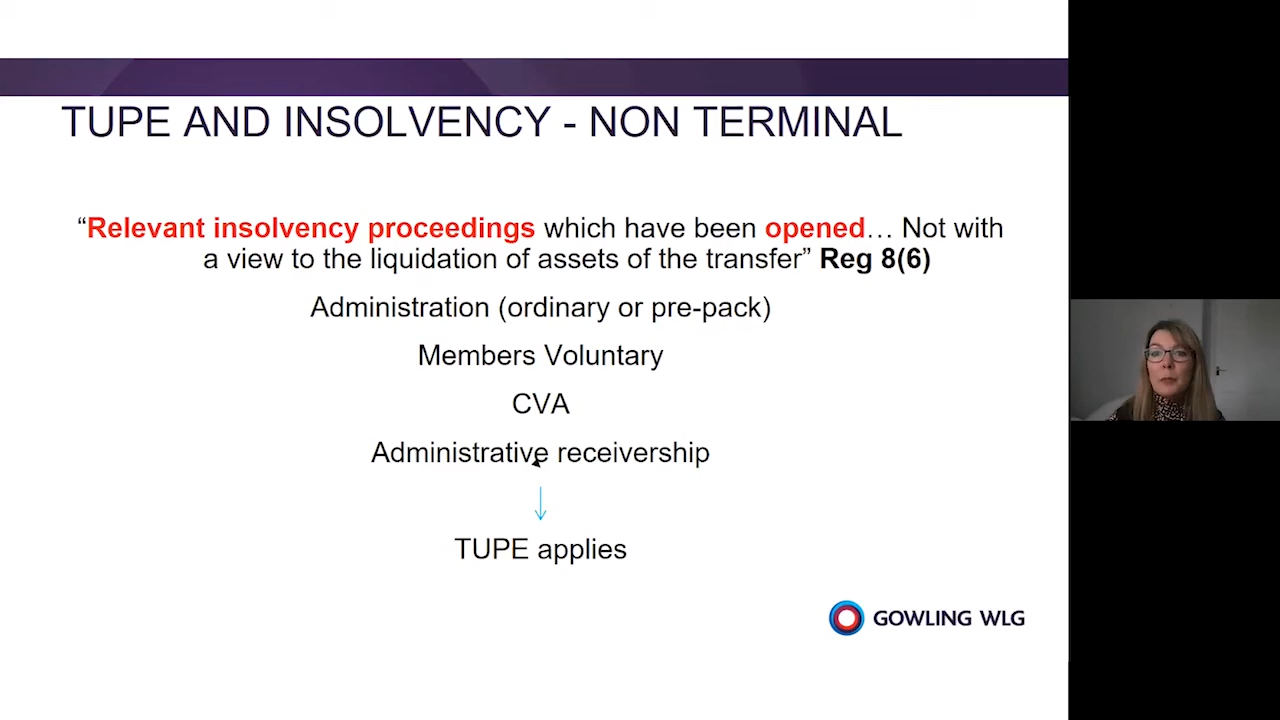 TUPE AND INSOLVENCY - NON TERMINAL
“Relevant insolvency proceedings which have been opened… Not with
a view to the liquidation of assets of the transfer” Reg 8(6)
Administration (ordinary or pre-pack)
Members Voluntary
CVA
Administrative receivership
TUPE applies
GOWLING WLG